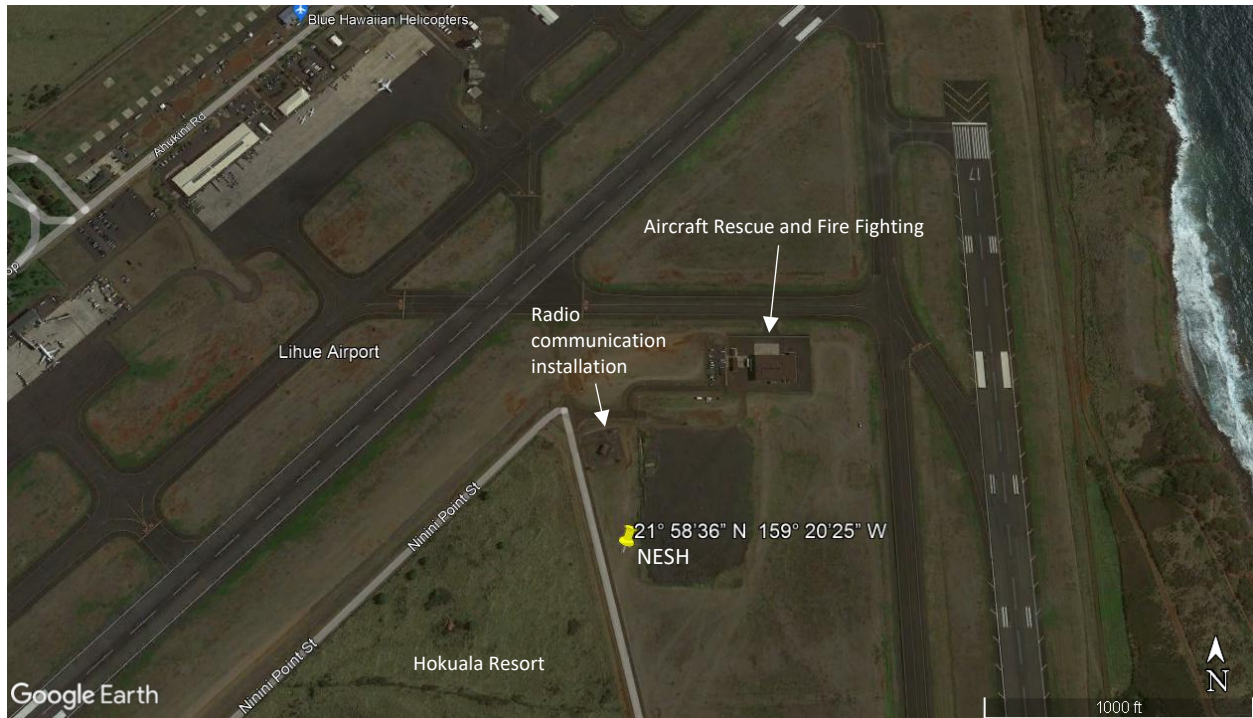 Blue Hawaiian Helicopters
Ahukini Rd
op
17
Aircraft Rescue and Fire Fighting
Radio
communication
installation
Lihue Airport
Ninini Point St
21° 58'36” N 159° 20'25” W
NESH
Hokuala Resort
Ninini Point St
Google Earth
N
1000 ft